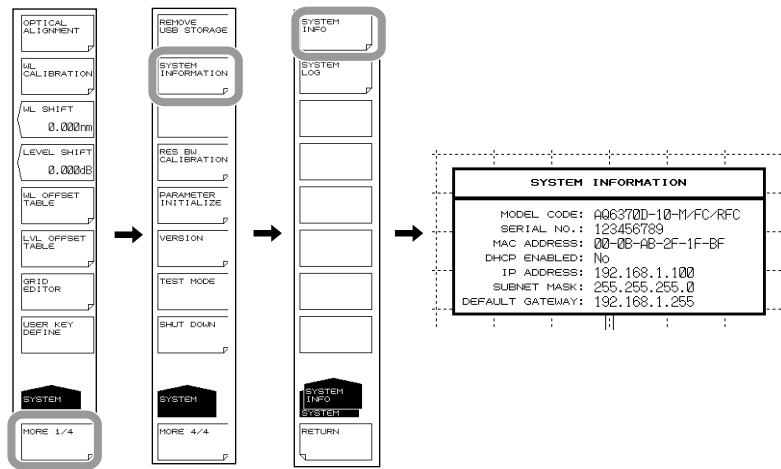 OPTICAL
ALIGNMENT
WL
CALIBRATION
WL SHIFT
0.000nm
LEVEL SHIFT
0.000dB
WL OFFSET
TABLE
LVL OFFSET
TABLE
GRID
EDITOR
USER KEY
DEFINE
SYSTEM
MORE 1/4
REMOVE
USB STORAGE
SYSTEM
INFORMATION
RES BW
CALIBRATION
PARAMETER
INITIALIZE
VERSION
TEST MODE
SHUT DOWN
SYSTEM
MORE 4/4
SYSTEM
INFO
SYSTEM
LOG
SYSTEM
INFO
SYSTEM
RETURN
SYSTEM INFORMATION
MODEL CODE: AQ6370D-10-M/FC/RFC
SERIAL NO.: 123456789
MAC ADDRESS: 00-0B-AB-2F-1F-BF
DHCP ENABLED: No
IP ADDRESS: 192.168.1.100
SUBNET MASK: 255.255.255.0
DEFAULT GATEWAY: 192.168.1.255